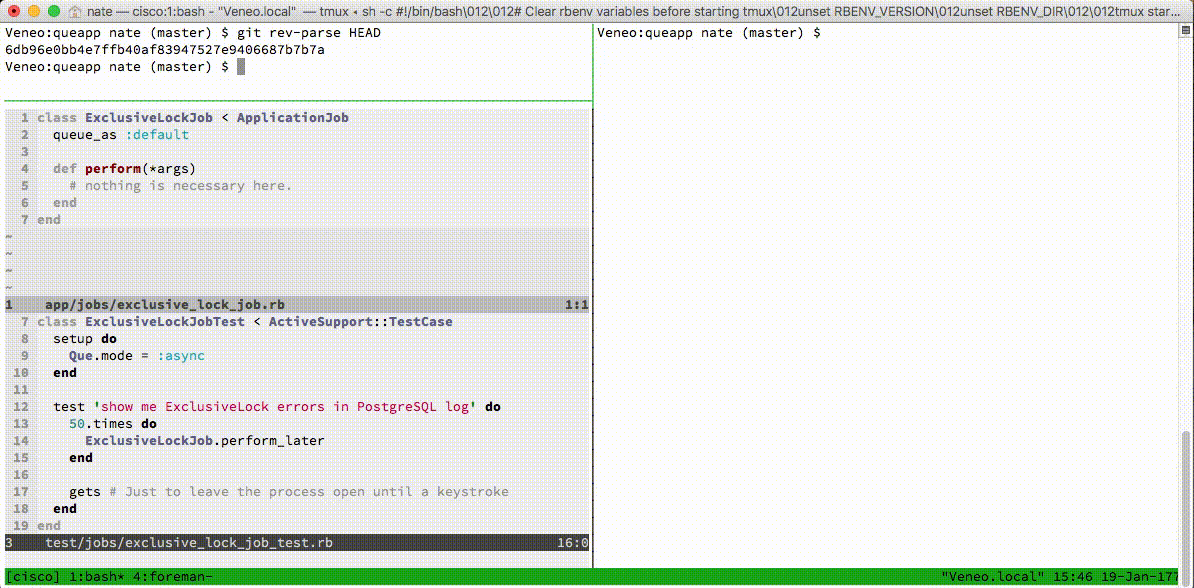 nate — cisco:1:bash - "Veneo.local" — tmux ◂ sh -c #!/bin/bash\012\012# Clear rbenv variables before starting tmux\012unset RBENV_VERSION\012unset RBENV_DIR\012\012tmux star...
Veneo:queapp nate (master) $ git rev-parse HEAD
6db96e0bb4e7ffb40af83947527e9406687b7b7a
Veneo:queapp nate (master) $
1 class ExclusiveLockJob < ApplicationJob
2   queue_as :default
3
4   def perform(*args)
5     # nothing is necessary here.
6   end
7 end
~
~
~
~
1    app/jobs/exclusive_lock_job.rb    1:1
7 class ExclusiveLockJobTest < ActiveSupport::TestCase
8   setup do
9     Que.mode = :async
10   end
11
12   test 'show me ExclusiveLock errors in PostgreSQL log' do
13     50.times do
14       ExclusiveLockJob.perform_later
15     end
16
17     gets # Just to leave the process open until a keystroke
18   end
19 end
3    test/jobs/exclusive_lock_job_test.rb    16:0
Veneo:queapp nate (master) $
[cisco] 1:bash* 4:foreman-    "Veneo.local" 15:46 19-Jan-17